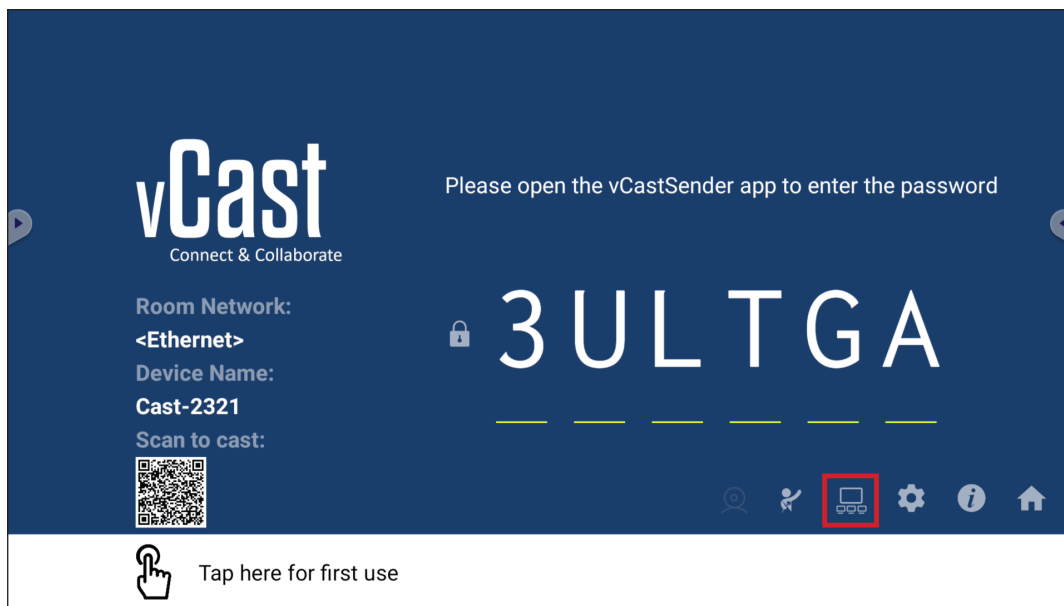 vCast
Connect & Collaborate
Please open the vCastSender app to enter the password
Room Network:
<Ethernet>
Device Name:
Cast-2321
Scan to cast:
3ULTGA
Tap here for first use